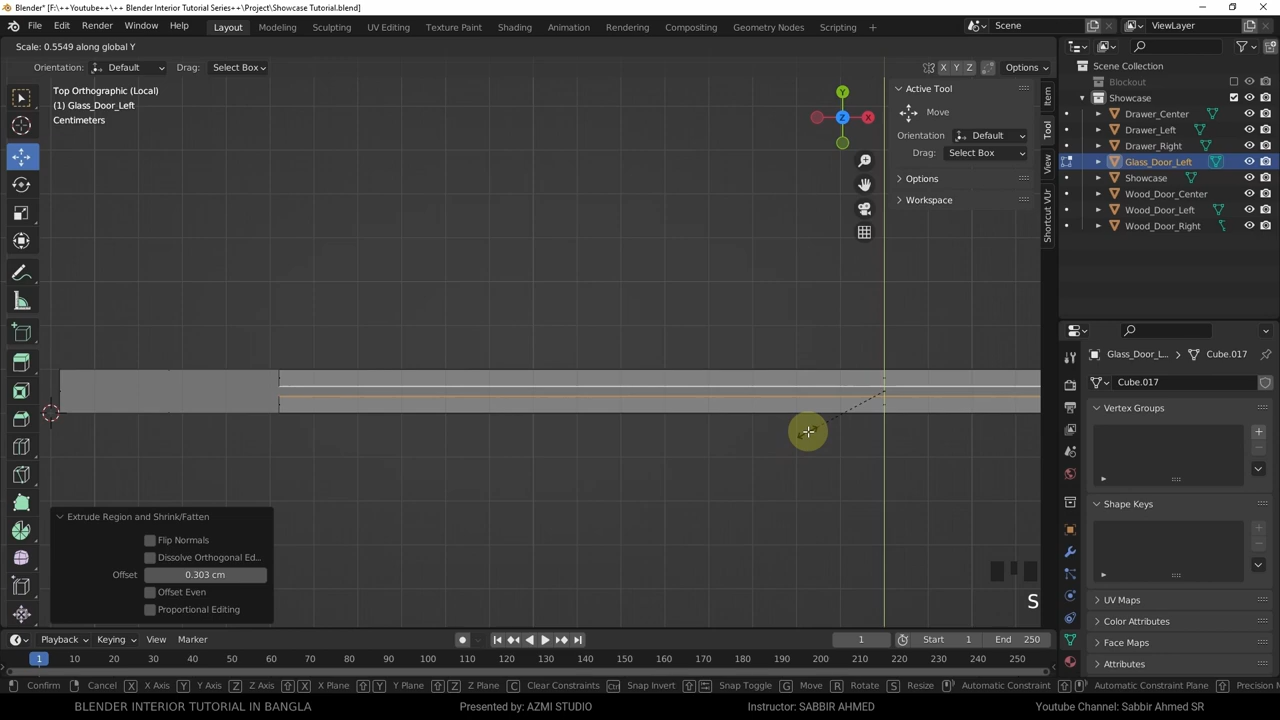 Blender* [F:\++Youtube++\++ Blender Interior Tutorial Series++\Project\Showcase Tutorial.blend]
File Edit Render Window Help Layout Modeling Sculpting UV Editing Texture Paint Shading Animation Rendering Compositing Geometry Nodes Scripting Scene ViewLayer
Scale: 0.5549 along global Y
Orientation: Default Drag: Select Box X Y Z Options
Top Orthographic (Local)
(1) Glass_Door_Left
Centimeters
Y
Z
X
Active Tool
Move
Orientation Default
Drag: Select Box
Options
Workspace
Item
Tool
View
Shortcut VUr
Scene Collection
Blockout
Showcase
Drawer_Center
Drawer_Left
Drawer_Right
Glass_Door_Left
Showcase
Wood_Door_Center
Wood_Door_Left
Wood_Door_Right
Glass_Door_L... > Cube.017
Cube.017
Vertex Groups
Shape Keys
UV Maps
Color Attributes
Face Maps
Attributes
Extrude Region and Shrink/Fatten
Flip Normals
Dissolve Orthogonal Ed...
Offset 0.303 cm
Offset Even
Proportional Editing
S
Playback Keying View Marker 1 Start 1 End 250
1 10 20 30 40 50 60 70 80 90 100 110 120 130 140 150 160 170 180 190 200 210 220 230 240 250
Confirm Cancel X X Axis Y Y Axis Z Z Axis X X Plane Y Y Plane Z Z Plane C Clear Constraints Ctrl Snap Invert Snap Toggle G Move R Rotate S Resize Automatic Constraint Automatic Constraint Plane Precision M
BLENDER INTERIOR TUTORIAL IN BANGLA Presented by: AZMI STUDIO Instructor: SABBIR AHMED Youtube Channel: Sabbir Ahmed SR